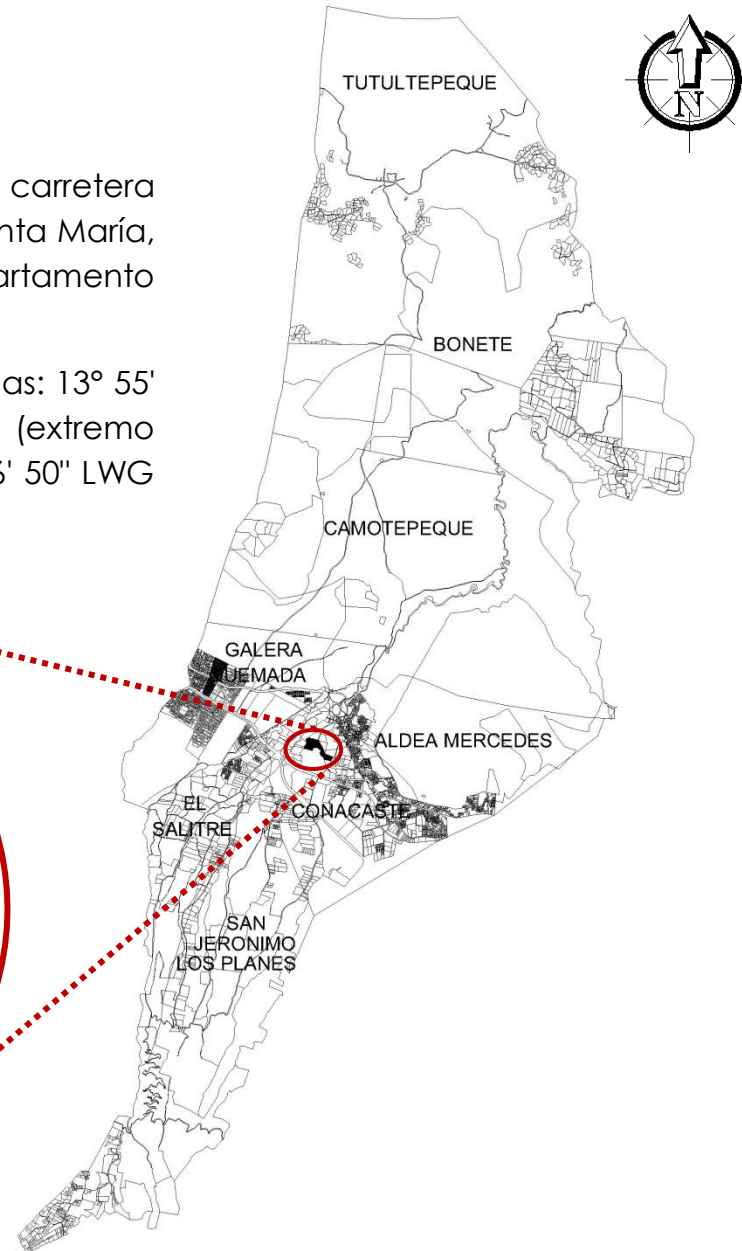 N
TUTULTEPEQUE
carretera
nta María,
artamento
BONETE
as: 13° 55'
(extremo
5' 50" LWG
CAMOTEPEQUE
GALERA
QUEMADA
ALDEA MERCEDES
EL
SALITRE
CONACASTE
SAN
JERONIMO
LOS PLANES